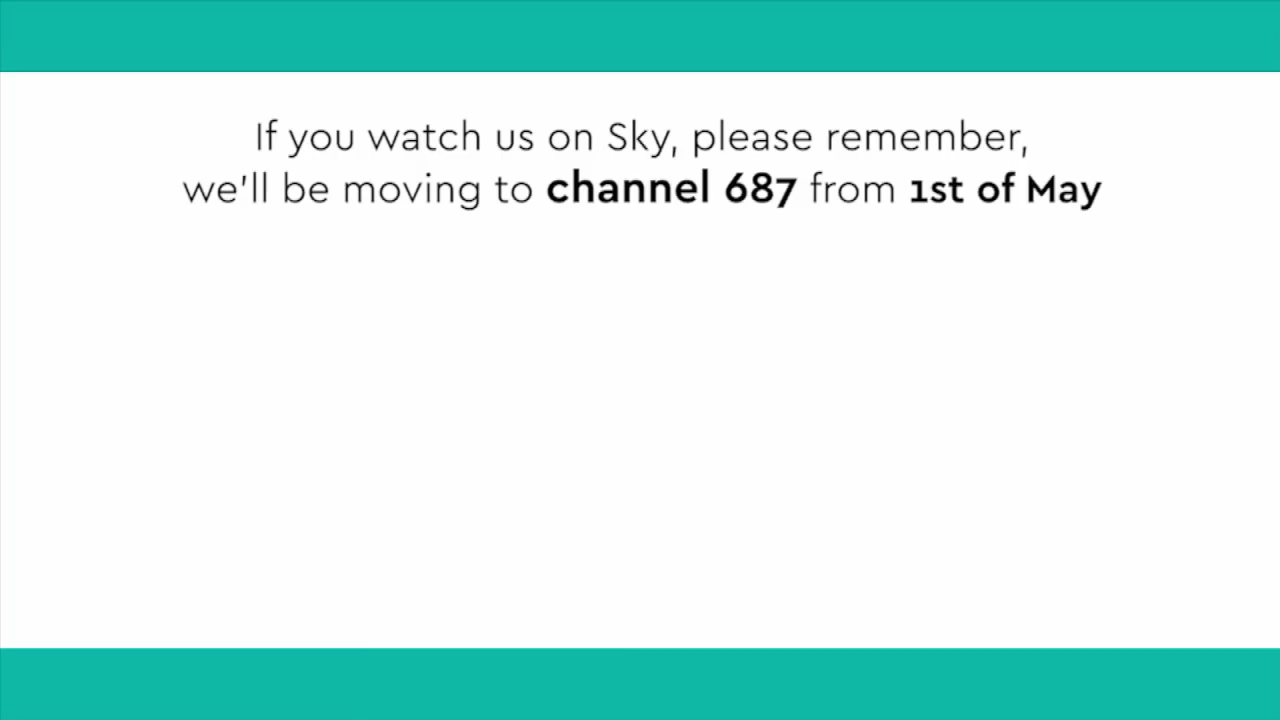 If you watch us on Sky, please remember,
we'll be moving to channel 687 from 1st of May